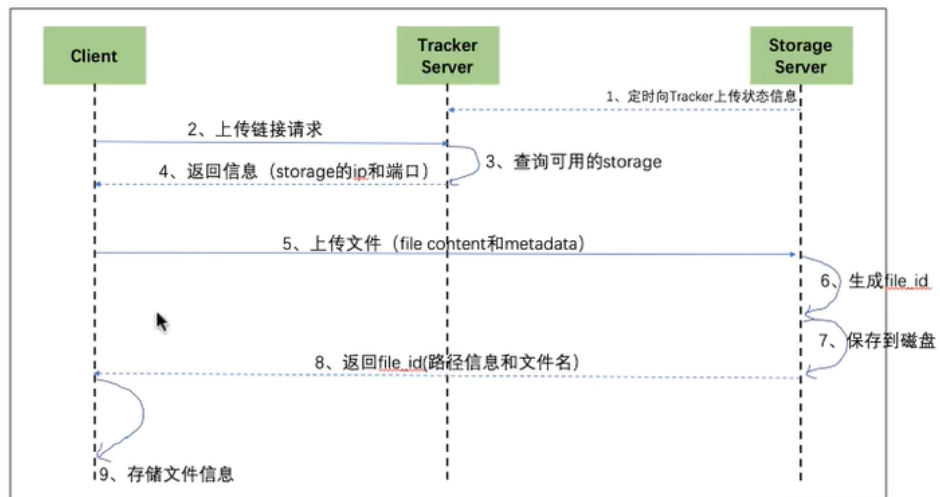 Client
Tracker
Server
Storage
Server
1、定时向Tracker上传状态信息
2、上传链接请求
3、查询可用的storage
4、返回信息（storage的ip和端口）
5、上传文件（file content和metadata）
6、生成file_id
7、保存到磁盘
8、返回file_id(路径信息和文件名）
9、存储文件信息